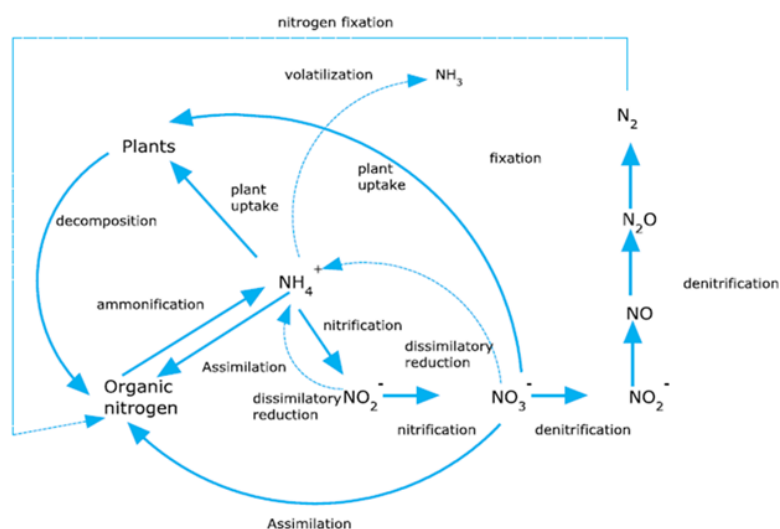 nitrogen fixation
volatilization
NH₃
N₂
Plants
fixation
plant
uptake
plant
uptake
decomposition
N₂O
NH₄⁺
denitrification
ammonification
NO
nitrification
dissimilatory
reduction
Assimilation
Organic
nitrogen
dissimilatory
reduction
NO₂⁻
NO₃⁻
NO₂⁻
nitrification
denitrification
Assimilation